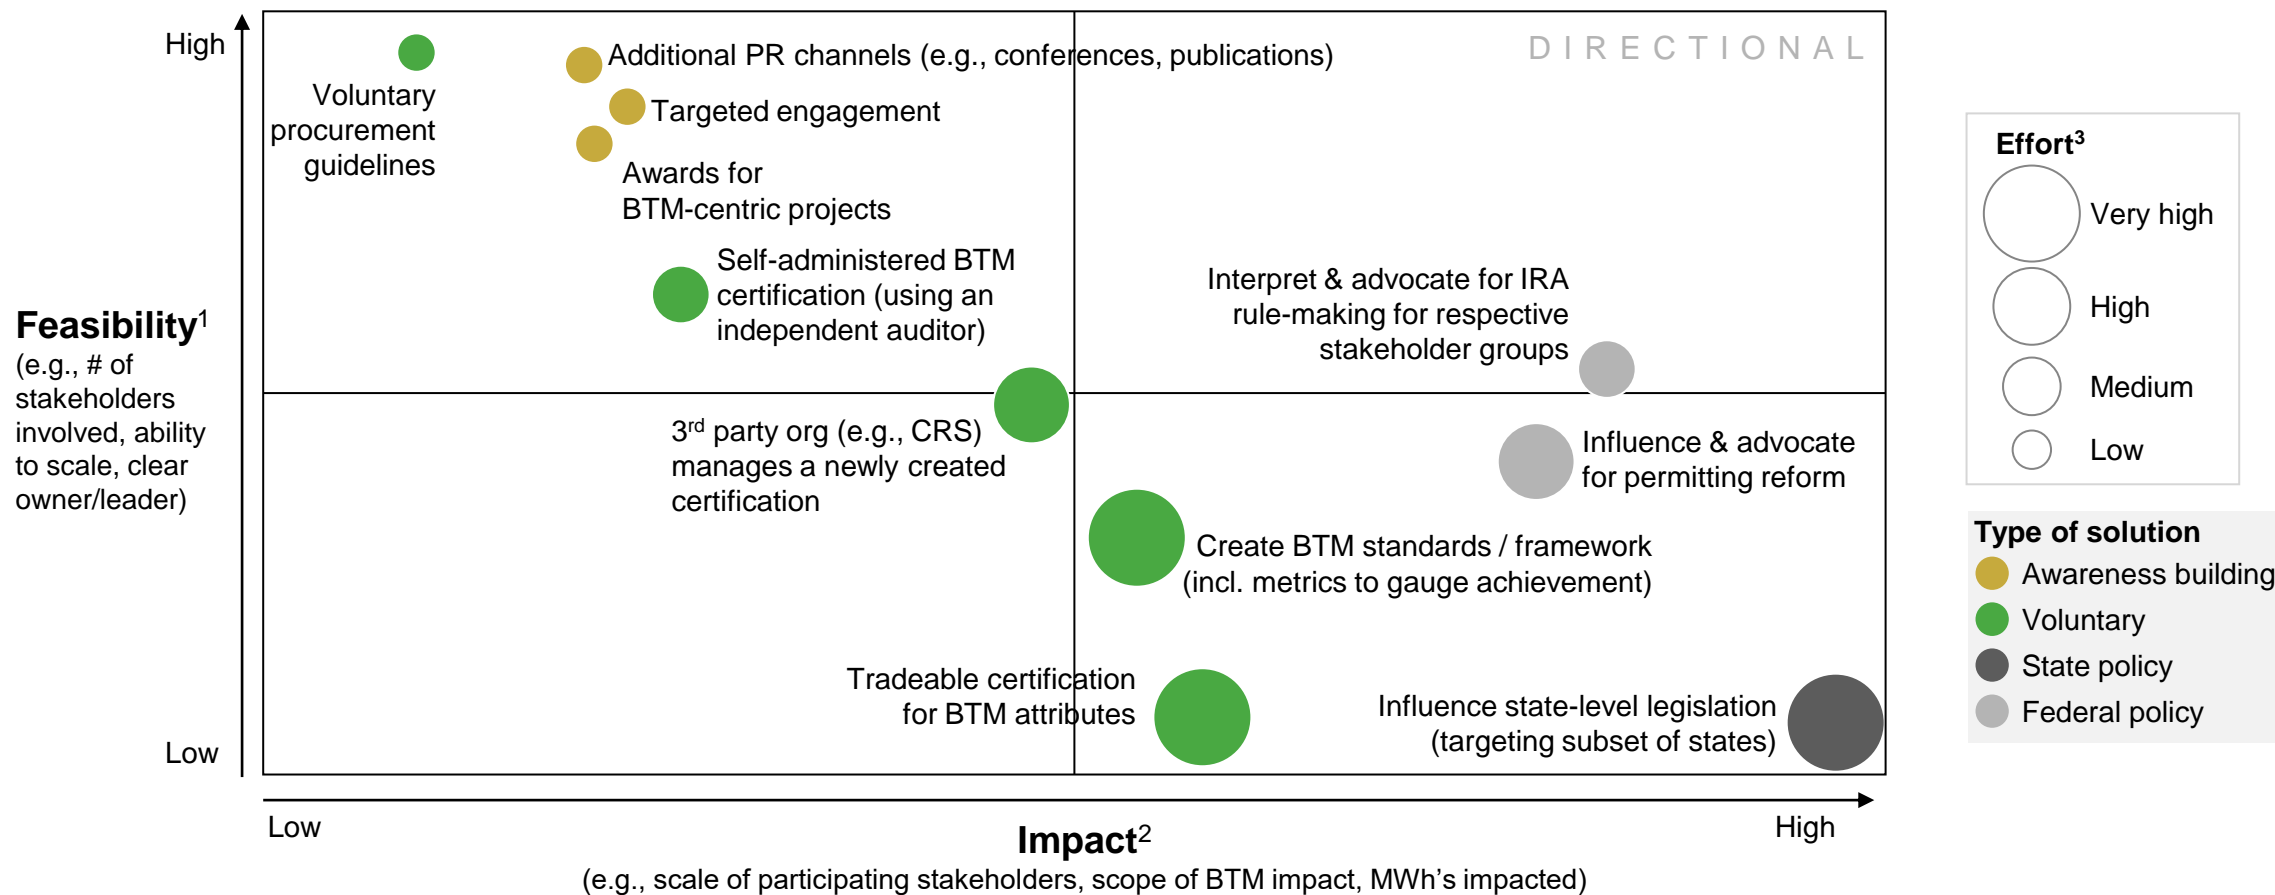 High
Additional PR channels (e.g., conferences, publications)
DIRECTIONAL
Voluntary
procurement
guidelines
Targeted engagement
Awards for
BTM-centric projects
Self-administered BTM
certification (using an
independent auditor)
Interpret & advocate for IRA
rule-making for respective
stakeholder groups
Feasibility¹
(e.g., # of
stakeholders
involved, ability
to scale, clear
owner/leader)
3rd party org (e.g., CRS)
manages a newly created
certification
Influence & advocate
for permitting reform
Create BTM standards / framework
(incl. metrics to gauge achievement)
Tradeable certification
for BTM attributes
Influence state-level legislation
(targeting subset of states)
Low
Low
High
Impact²
(e.g., scale of participating stakeholders, scope of BTM impact, MWh's impacted)
Effort³
Very high
High
Medium
Low
Type of solution
Awareness building
Voluntary
State policy
Federal policy